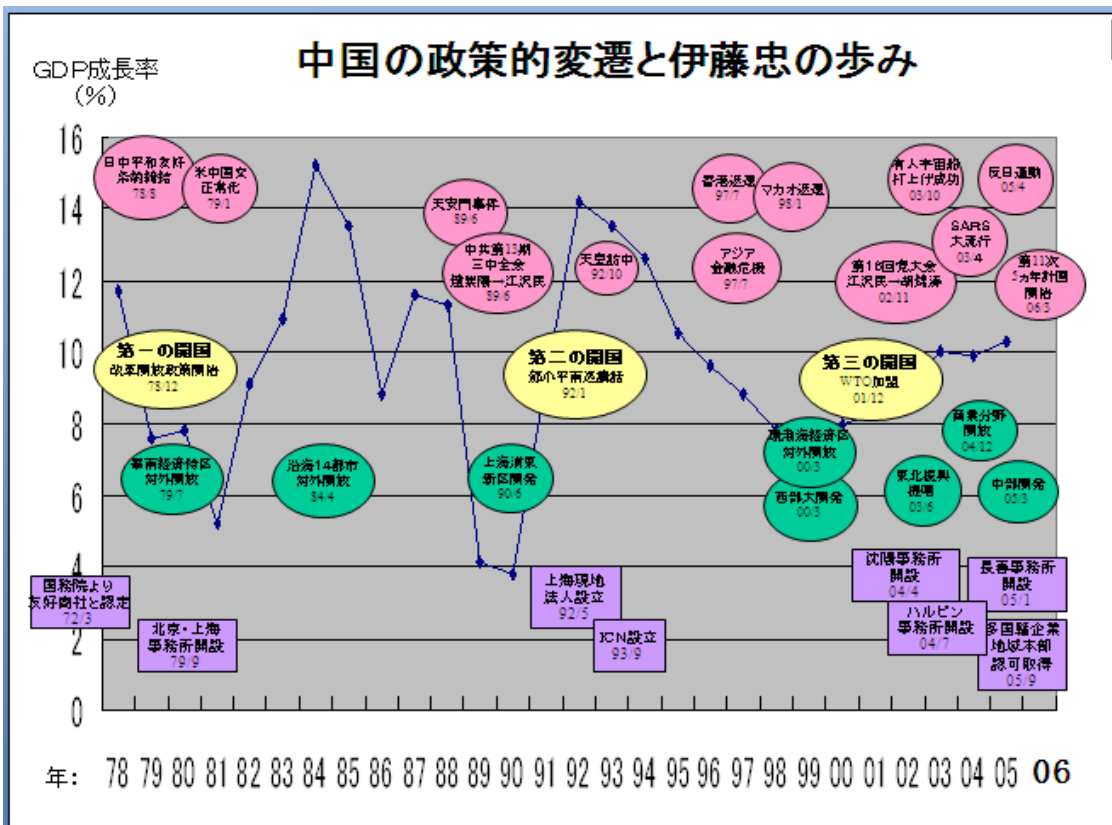 中国の政策的変遷と伊藤忠の歩み
GDP成長率
(%)
16
14
12
10
8
6
4
2
0
日中平和友好
条約締結
78/8
米中国交
正常化
79/1
天安門事件
89/6
中共第13期
三中全会
趙紫陽→江沢民
89/6
天皇訪中
92/10
香港返還
97/7
マカオ返還
98/1
アジア
金融危機
97/7
有人宇宙船
打上げ成功
03/10
SARS
大流行
03/4
反日運動
05/4
第16回党大会
江沢民→胡錦濤
02/11
第11次
5ヵ年計画
開始
06/3
第一の開国
改革開放政策開始
78/12
第二の開国
鄧小平南巡講話
92/1
第三の開国
WTO加盟
01/12
華南経済特区
対外開放
79/7
沿海14都市
対外開放
84/4
上海浦東
新区開発
90/6
環渤海経済区
対外開放
00/3
西部大開発
00/3
商業分野
開放
04/12
東北振興
機運
03/6
中部開発
05/3
国務院より
友好商社と認定
72/3
北京・上海
事務所開設
79/9
上海現地
法人設立
92/5
ICN設立
93/9
沈陽事務所
開設
04/4
ハルビン
事務所開設
04/7
長春事務所
開設
05/1
多国籍企業
地域本部
認可取得
05/9
年: 78 79 80 81 82 83 84 85 86 87 88 89 90 91 92 93 94 95 96 97 98 99 00 01 02 03 04 05 06